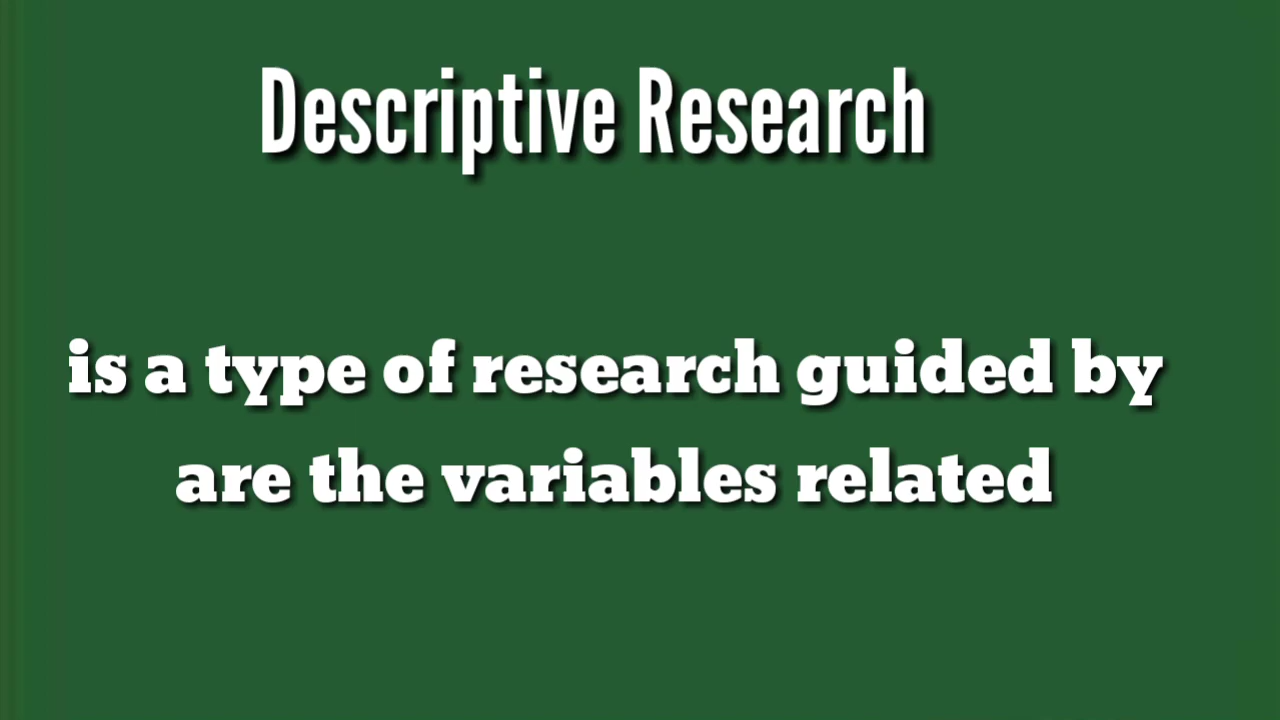 Descriptive Research
is a type of research guided by
are the variables related